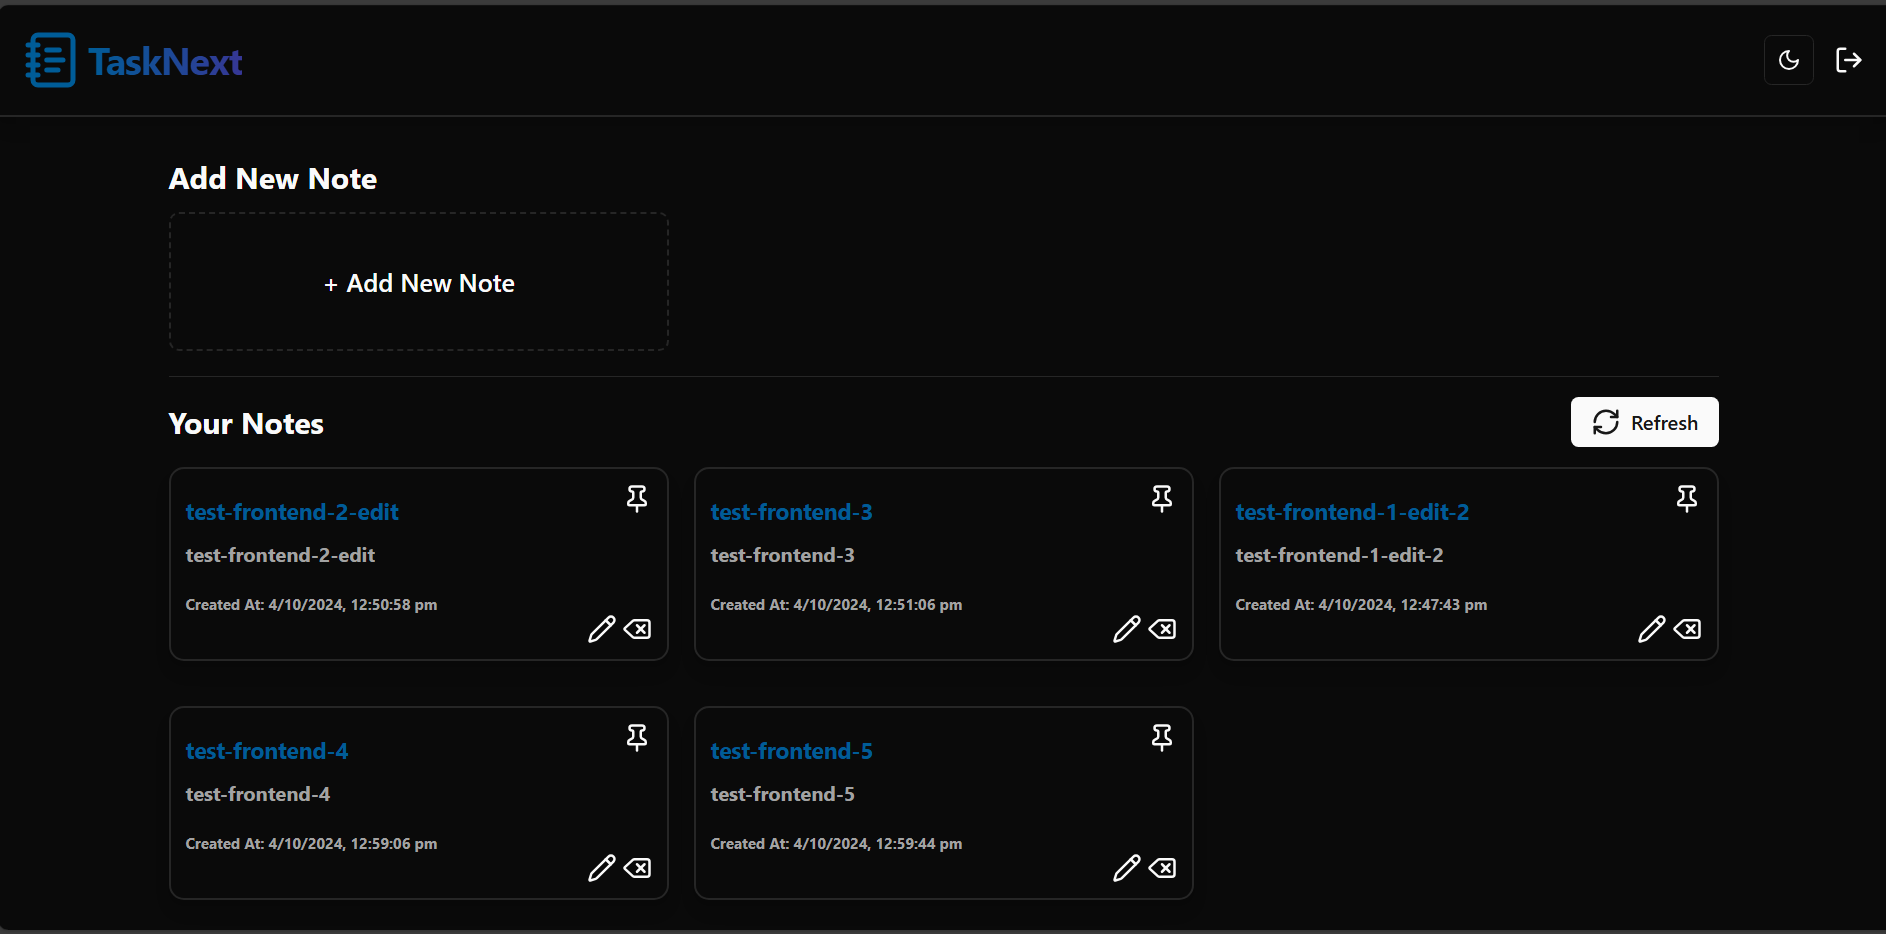 TaskNext
Add New Note
+ Add New Note
Your Notes
Refresh
test-frontend-2-edit
test-frontend-2-edit
Created At: 4/10/2024, 12:50:58 pm
test-frontend-3
test-frontend-3
Created At: 4/10/2024, 12:51:06 pm
test-frontend-1-edit-2
test-frontend-1-edit-2
Created At: 4/10/2024, 12:47:43 pm
test-frontend-4
test-frontend-4
Created At: 4/10/2024, 12:59:06 pm
test-frontend-5
test-frontend-5
Created At: 4/10/2024, 12:59:44 pm